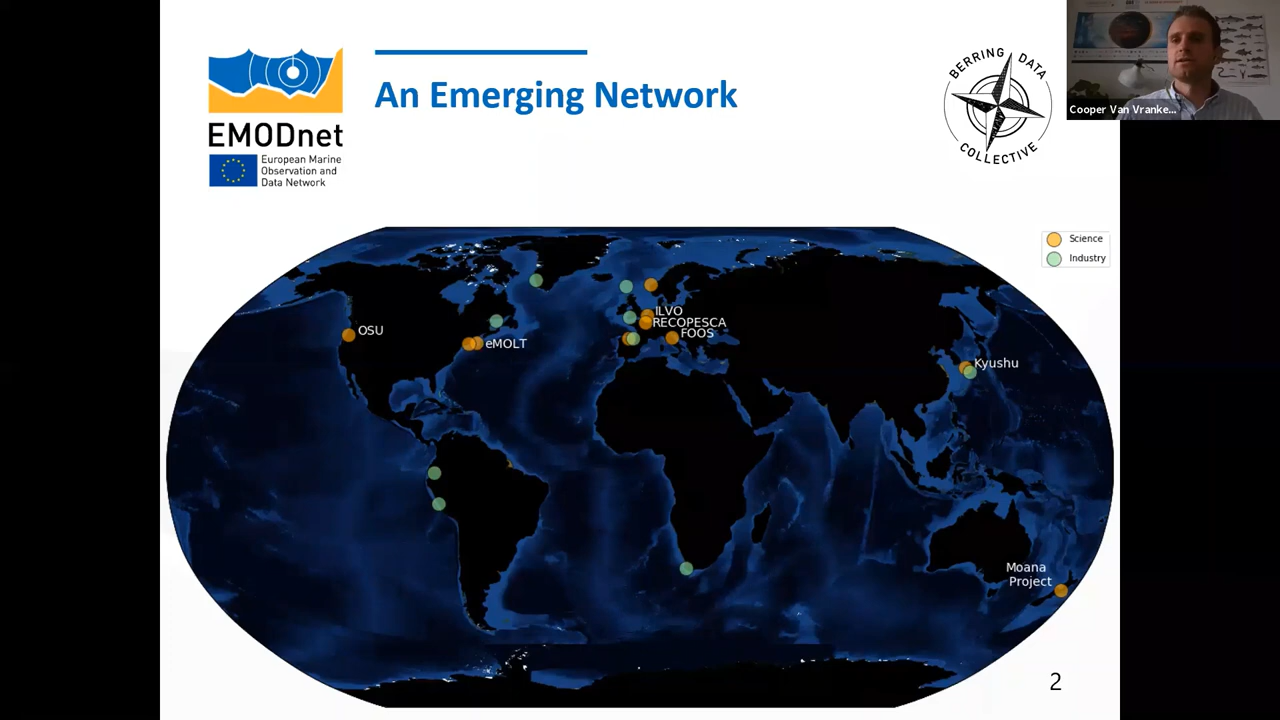 An Emerging Network
EMODnet
European Marine
Observation and
Data Network
BERRING DATA
COLLECTIVE
Cooper Van Vranke...
Science
Industry
OSU
eMOLT
ILVO
RECOPESCA
FOOS
Kyushu
Moana
Project
2